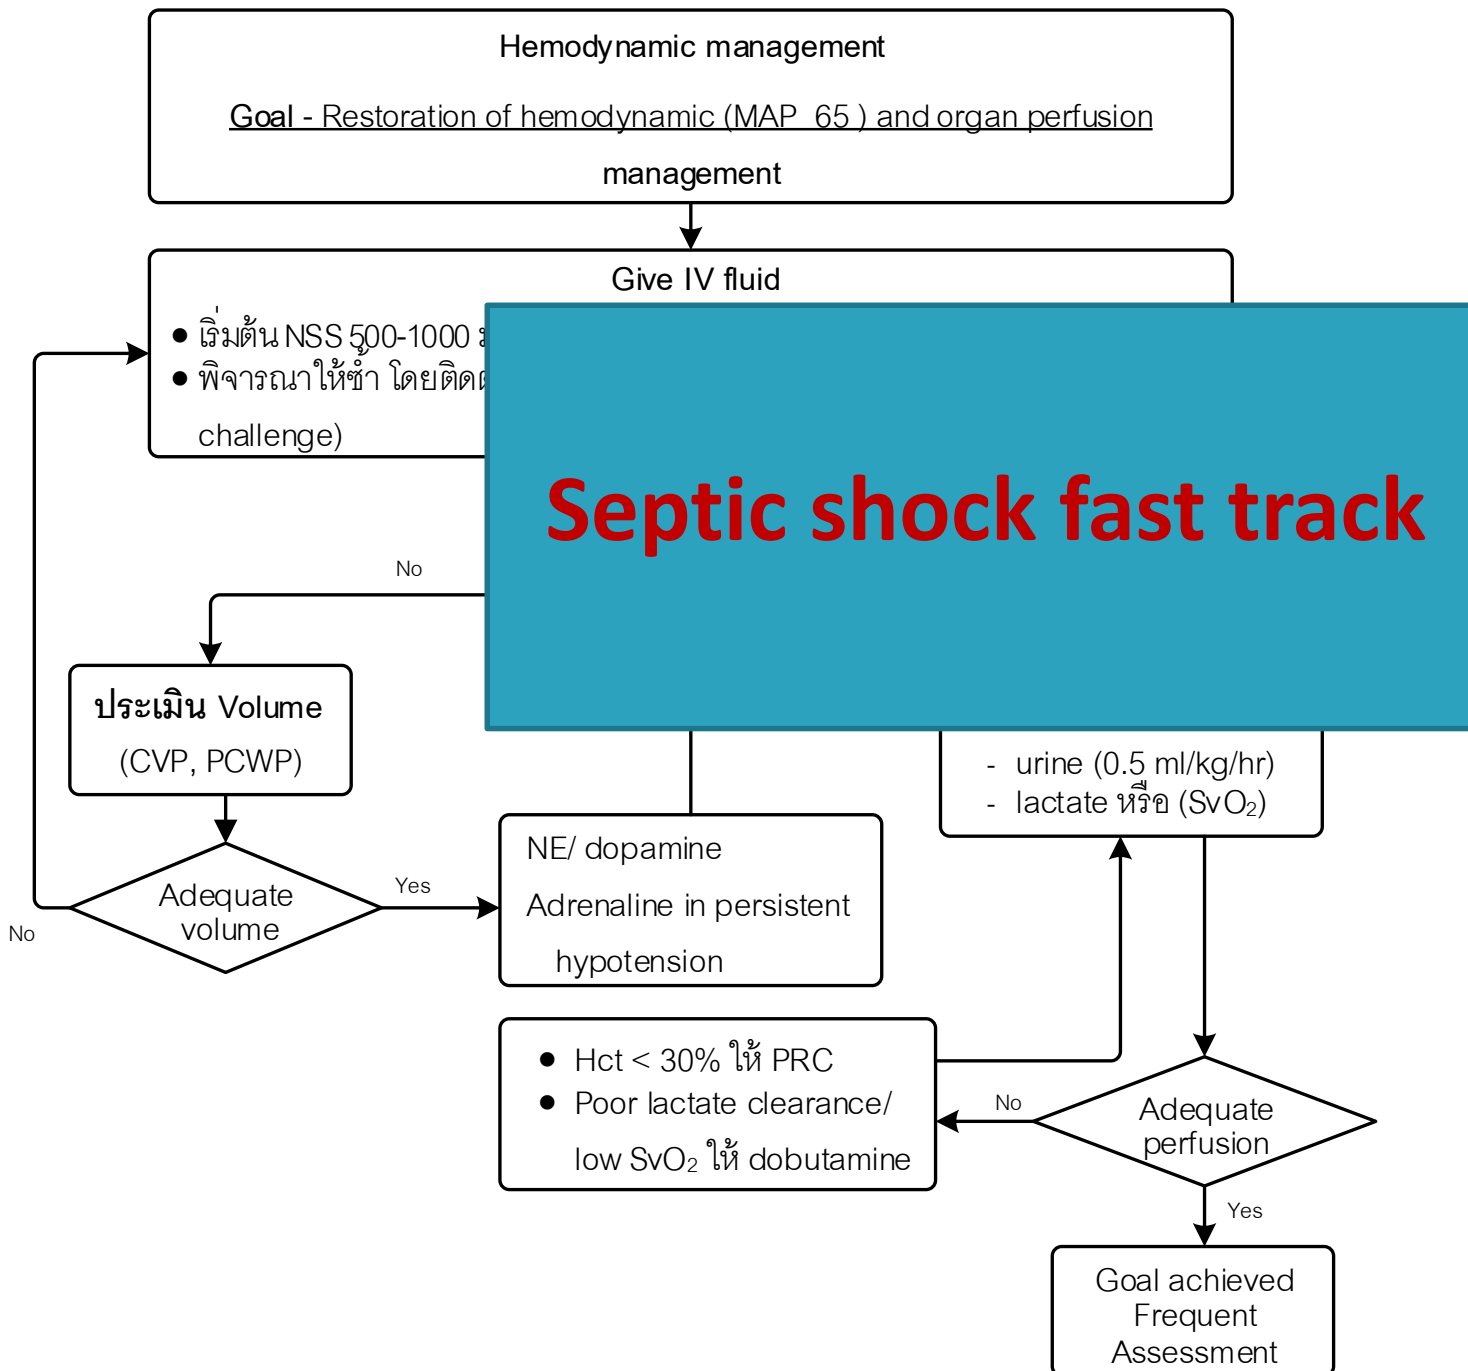 Hemodynamic management
Goal - Restoration of hemodynamic (MAP 65 ) and organ perfusion
management
Give IV fluid
● เริ่มต้น NSS 500-1000
● พิจารณาให้ซ้ำ โดย
challenge)
Septic shock fast track
No
ประเมิน Volume
(CVP, PCWP)
- urine (0.5 ml/kg/hr)
- lactate หรือ (SvO₂)
NE/ dopamine
Adrenaline in persistent
hypotension
Adequate
volume
Yes
No
● Hct < 30% ให้ PRC
● Poor lactate clearance/
low SvO₂ ให้ dobutamine
No
Adequate
perfusion
Yes
Goal achieved
Frequent
Assessment